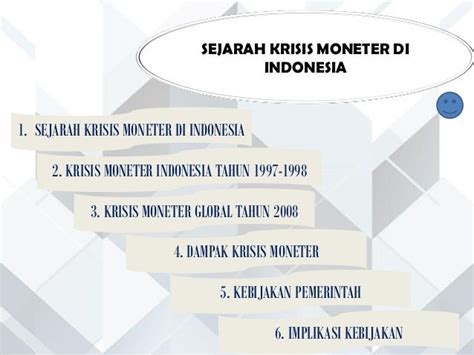 SEJARAH KRISIS MONETER DI
INDONESIA
1. SEJARAH KRISIS MONETER DI INDONESIA
2. KRISIS MONETER INDONESIA TAHUN 1997-1998
3. KRISIS MONETER GLOBAL TAHUN 2008
4. DAMPAK KRISIS MONETER
5. KEBIJAKAN PEMERINTAH
6. IMPLIKASI KEBIJAKAN